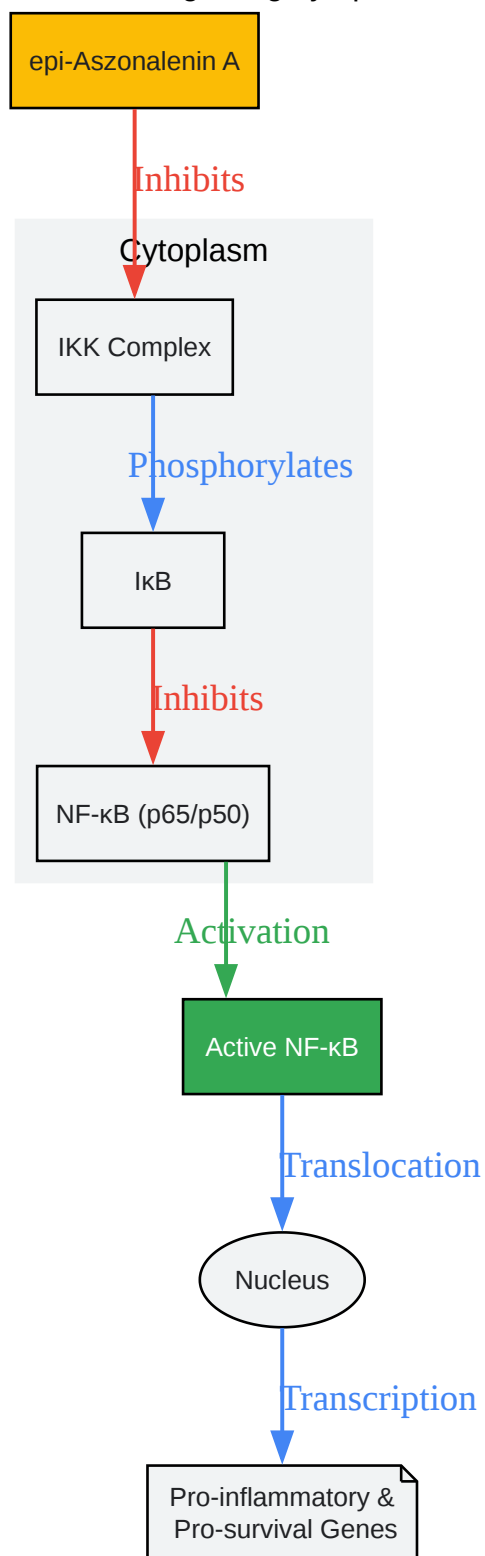 epi-Aszonalenin A
Inhibits
Cytoplasm
IKK Complex
Phosphorylates
IκB
Inhibits
NF-κB (p65/p50)
Activation
Active NF-κB
Translocation
Nucleus
Transcription
Pro-inflammatory &
Pro-survival Genes